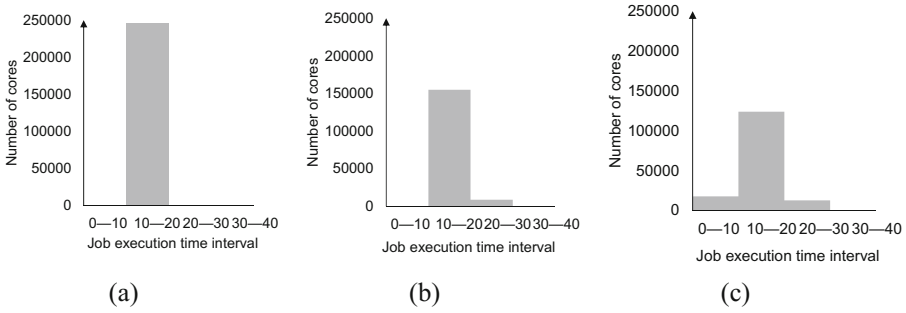 250000
200000
150000
100000
50000
0
Number of cores
0—10 10—20 20—30 30—40
Job execution time interval
(a)
250000
200000
150000
100000
50000
0
Number of cores
0—10 10—20 20—30 30—40
Job execution time interval
(b)
250000
200000
150000
100000
50000
0
Number of cores
0—10 10—20 20—30 30—40
Job execution time interval
(c)